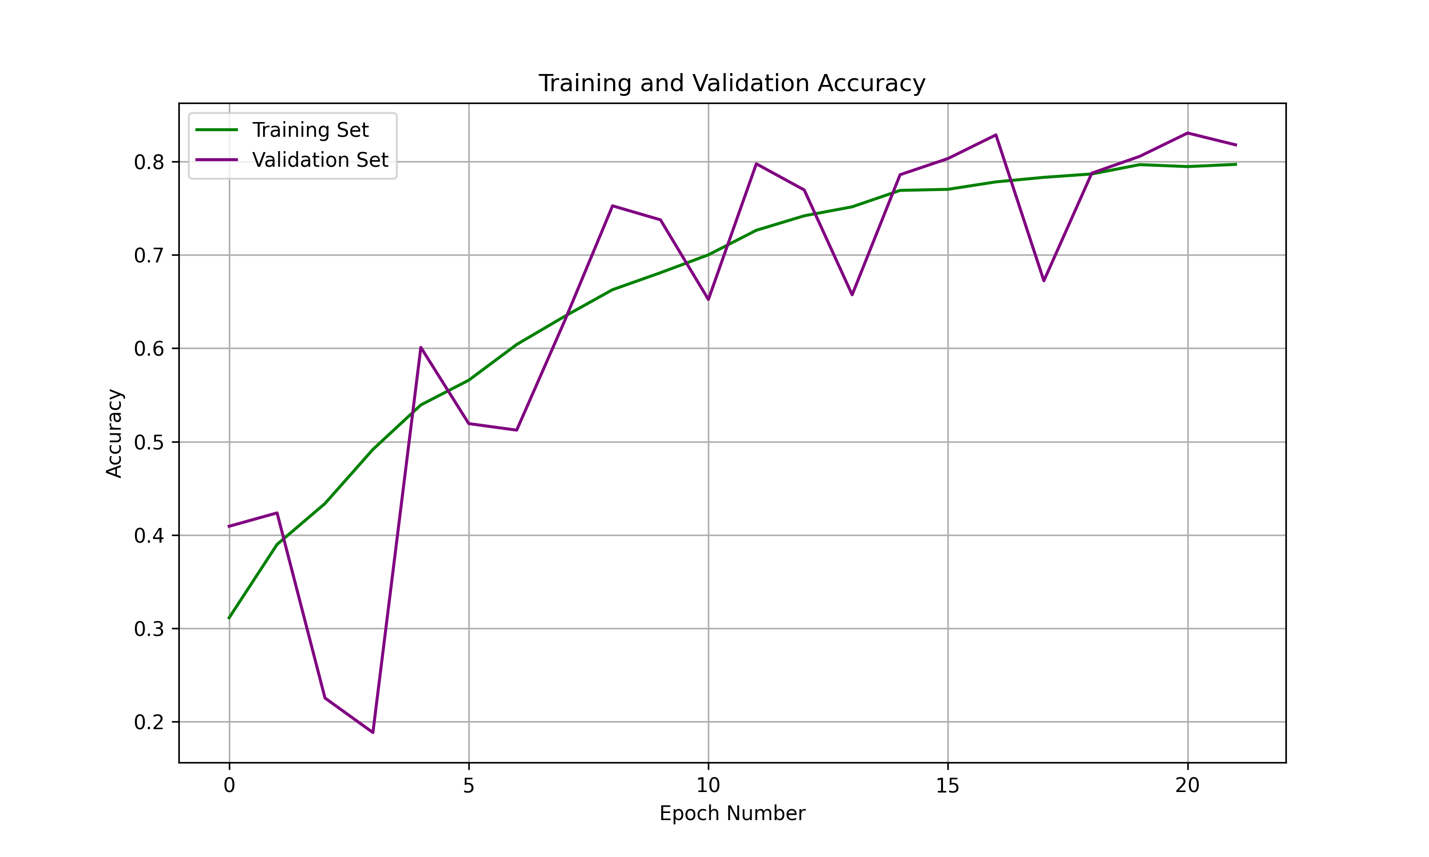 Training and Validation Accuracy
Training Set
Validation Set
Accuracy
0.8
0.7
0.6
0.5
0.4
0.3
0.2
0 5 10 15 20
Epoch Number